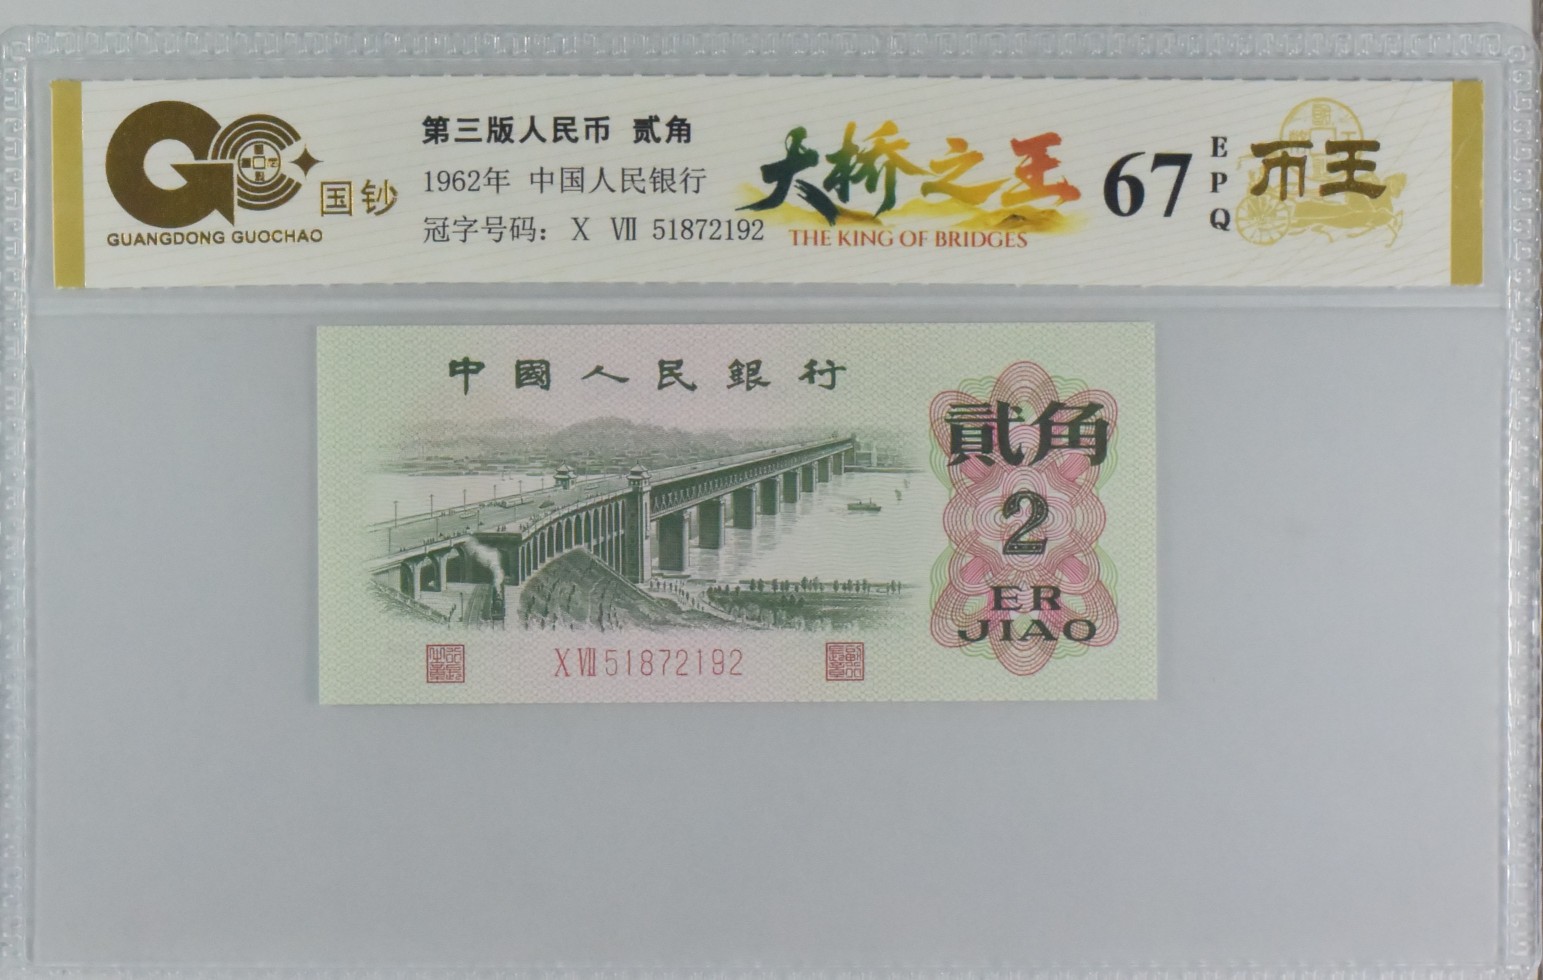 国钞
GUANGDONG GUOCHAO
第三版人民币 贰角
1962年 中国人民银行
冠字号码: X Ⅶ 51872192
大桥之王
THE KING OF BRIDGES
67
EPQ
币王
中國人民銀行
貳角
2
ER
JIAO
X Ⅶ 51872192